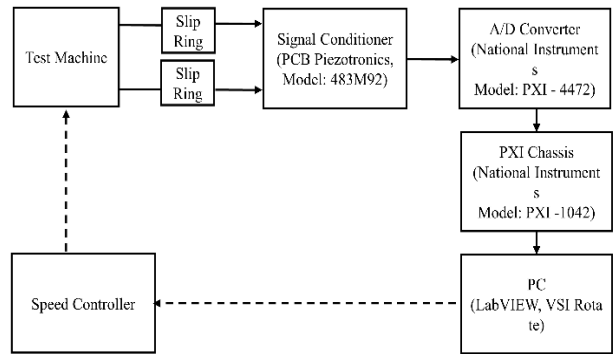 Test Machine
Slip
Ring
Slip
Ring
Signal Conditioner
(PCB Piezotronics,
Model: 483M92)
A/D Converter
(National Instrument
s
Model: PXI - 4472)
PXI Chassis
(National Instrument
s
Model: PXI -1042)
PC
(LabVIEW, VSI Rota
te)
Speed Controller